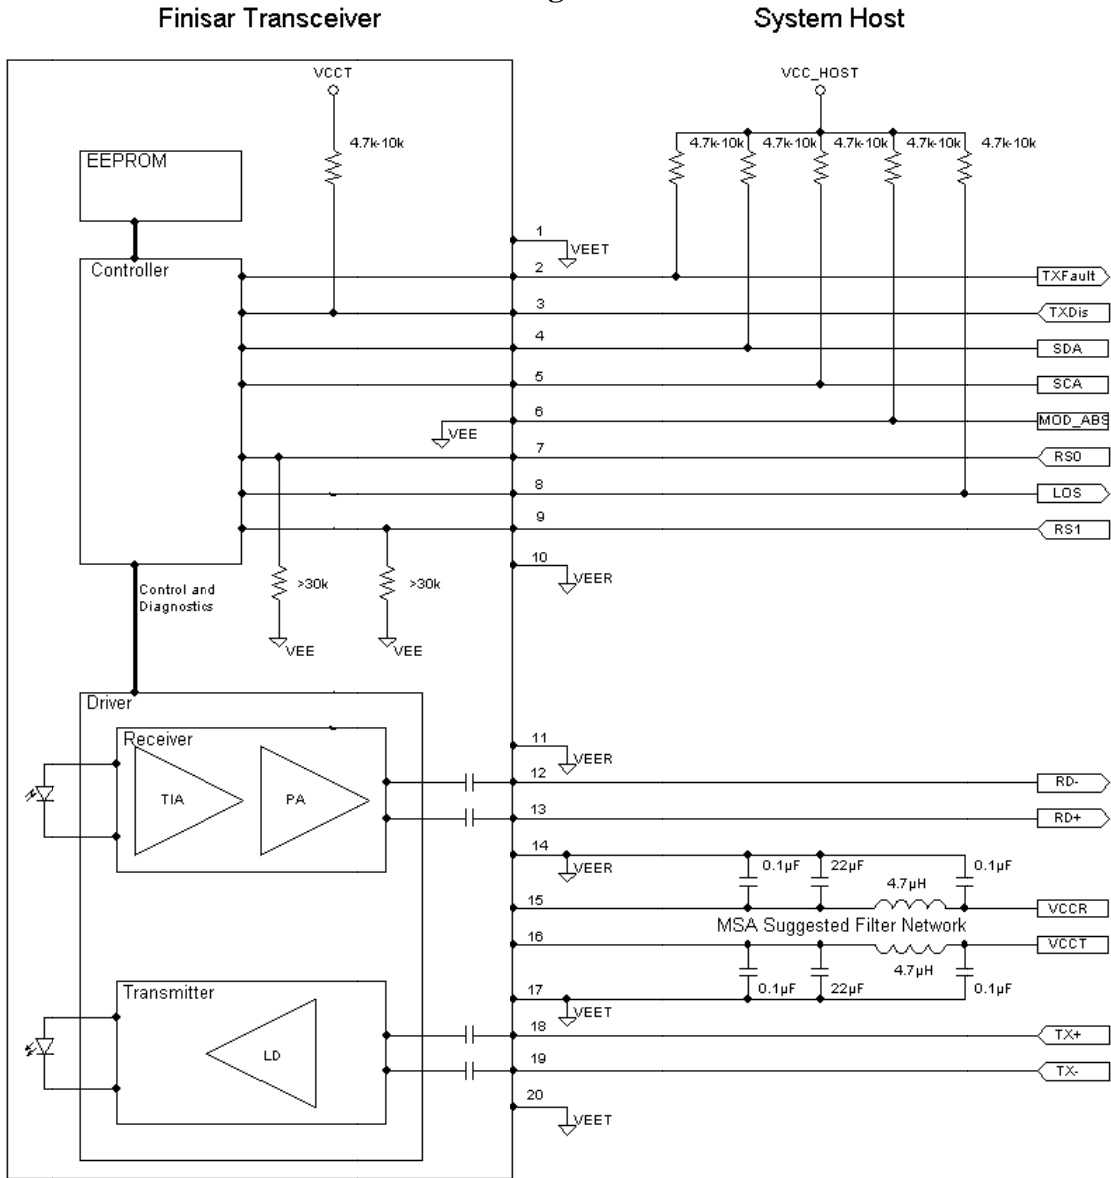 Finisar Transceiver
System Host
VCCT
VCC_HOST
4.7k-10k
4.7k-10k
4.7k-10k
4.7k-10k
4.7k-10k
4.7k-10k
EEPROM
1
VEET
Controller
2
TXFault
3
TXDis
4
SDA
5
SCA
6
MOD_ABS
VEE
7
RS0
8
LOS
9
RS1
10
VEER
>30k
>30k
Control and
Diagnostics
VEE
VEE
Driver
Receiver
11
VEER
12
RD-
TIA
PA
13
RD+
14
VEER
0.1µF
22µF
0.1µF
4.7µH
15
VCCR
MSA Suggested Filter Network
16
VCCT
4.7µH
Transmitter
17
0.1µF
22µF
0.1µF
VEET
18
TX+
LD
19
TX-
20
VEET